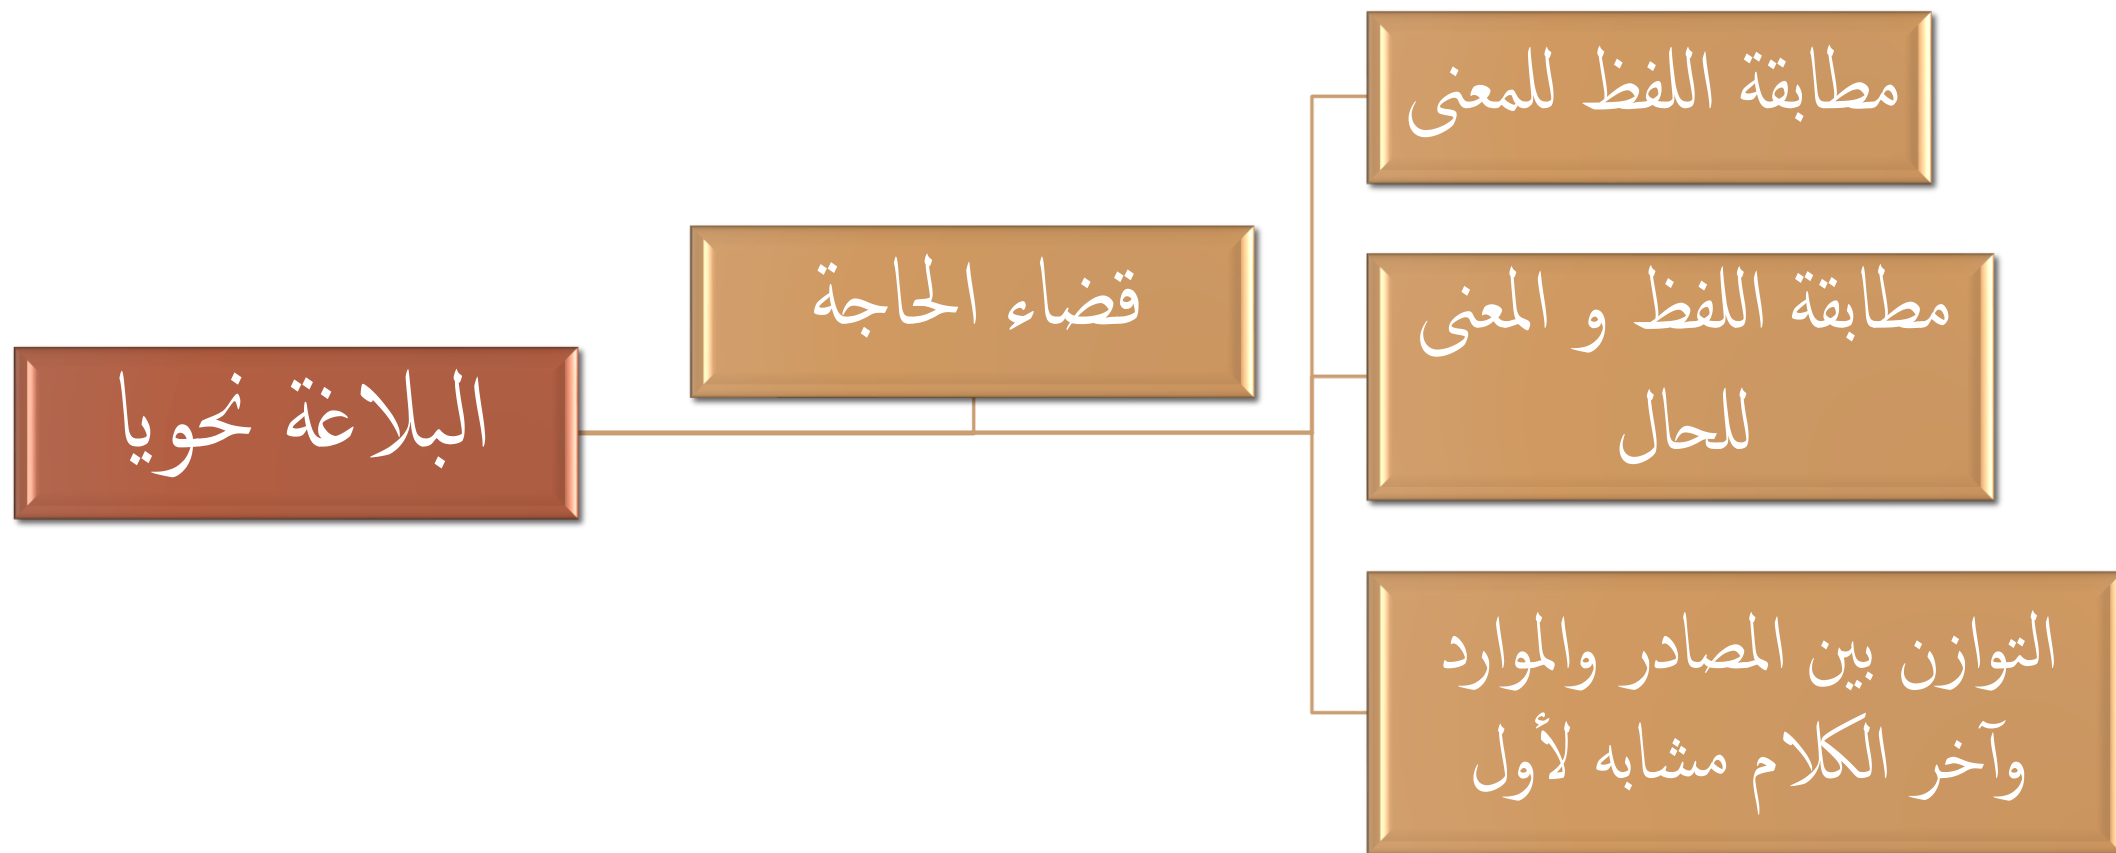 البلاغة نحويا
قضاء الحاجة
مطابقة اللفظ للمعنى
مطابقة اللفظ و المعنى
للحال
التوازن بين المصادر والموارد
وآخر الكلام مشابه لأول